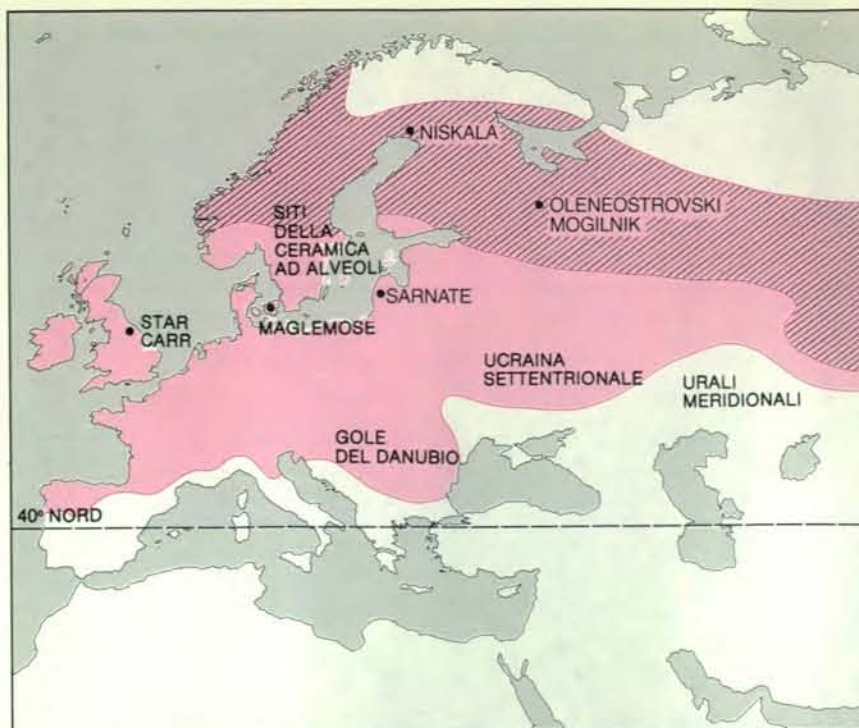 NISKALA
OLENEOSTROVSKI
MOGILNIK
SITI
DELLA
CERAMICA
AD ALVEOLI
SARNATE
STAR
CARR
MAGLEMOSE
UCRAINA
SETTENTRIONALE
URALI
MERIDIONALI
GOLE
DEL DANUBIO
40° NORD